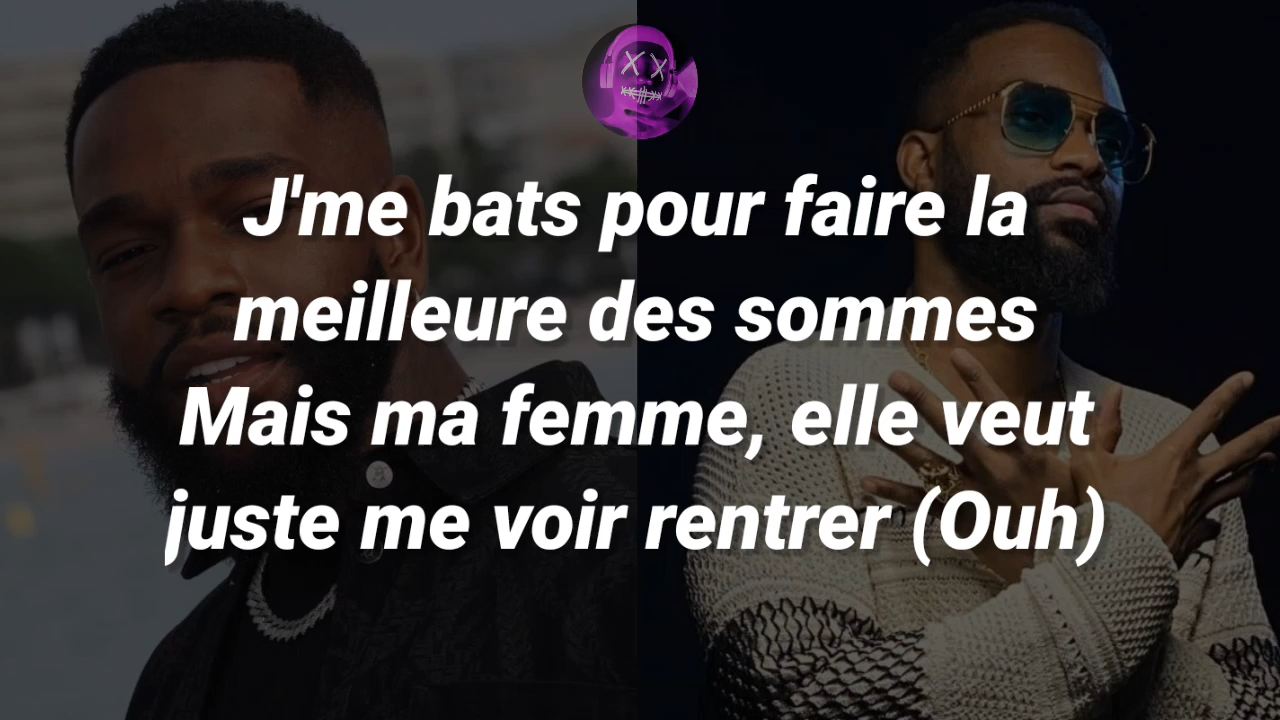 J'me bats pour faire la
meilleure des sommes
Mais ma femme, elle veut
juste me voir rentrer (Ouh)